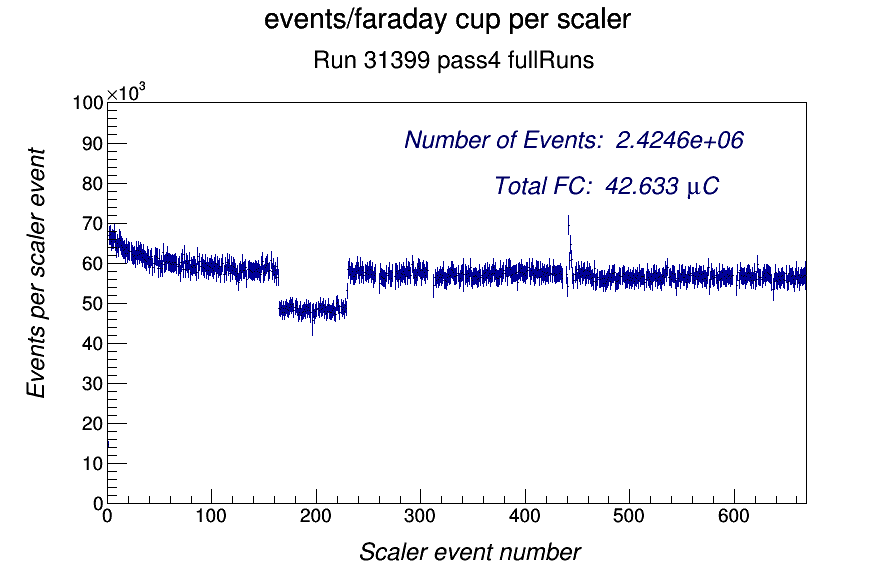 events/faraday cup per scaler
Run 31399 pass4 fullRuns
×10³
100
90
80
70
60
50
40
30
20
10
0
Events per scaler event
Number of Events: 2.4246e+06
Total FC: 42.633 μC
0 100 200 300 400 500 600
Scaler event number